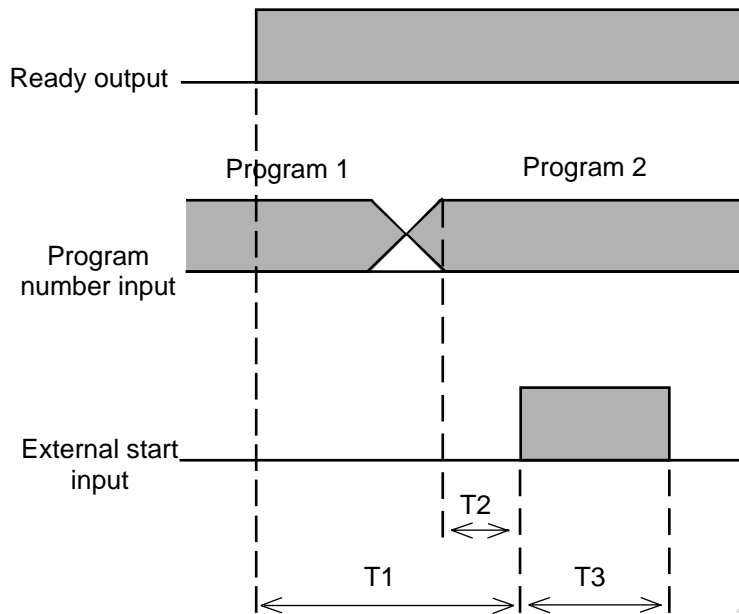 Ready output
Program 1
Program 2
Program
number input
External start
input
T2
T1
T3